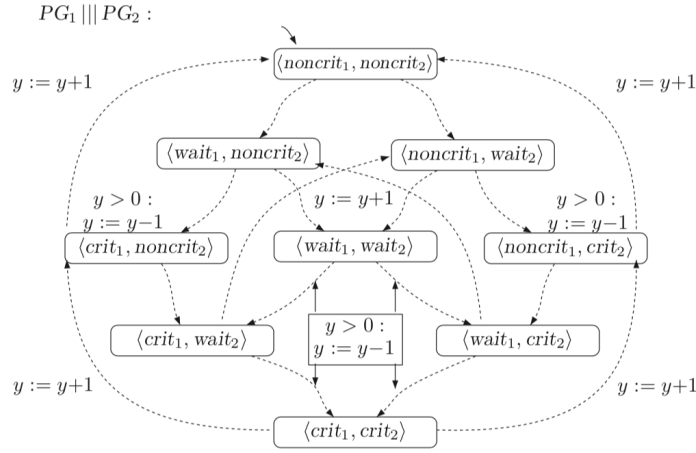 PG₁ ||| PG₂ :
⟨noncrit₁, noncrit₂⟩
y := y+1
y := y+1
⟨wait₁, noncrit₂⟩
⟨noncrit₁, wait₂⟩
y > 0 :
y := y−1
y := y+1
y > 0 :
y := y−1
⟨crit₁, noncrit₂⟩
⟨wait₁, wait₂⟩
⟨noncrit₁, crit₂⟩
⟨crit₁, wait₂⟩
y > 0 :
y := y−1
⟨wait₁, crit₂⟩
y := y+1
y := y+1
⟨crit₁, crit₂⟩